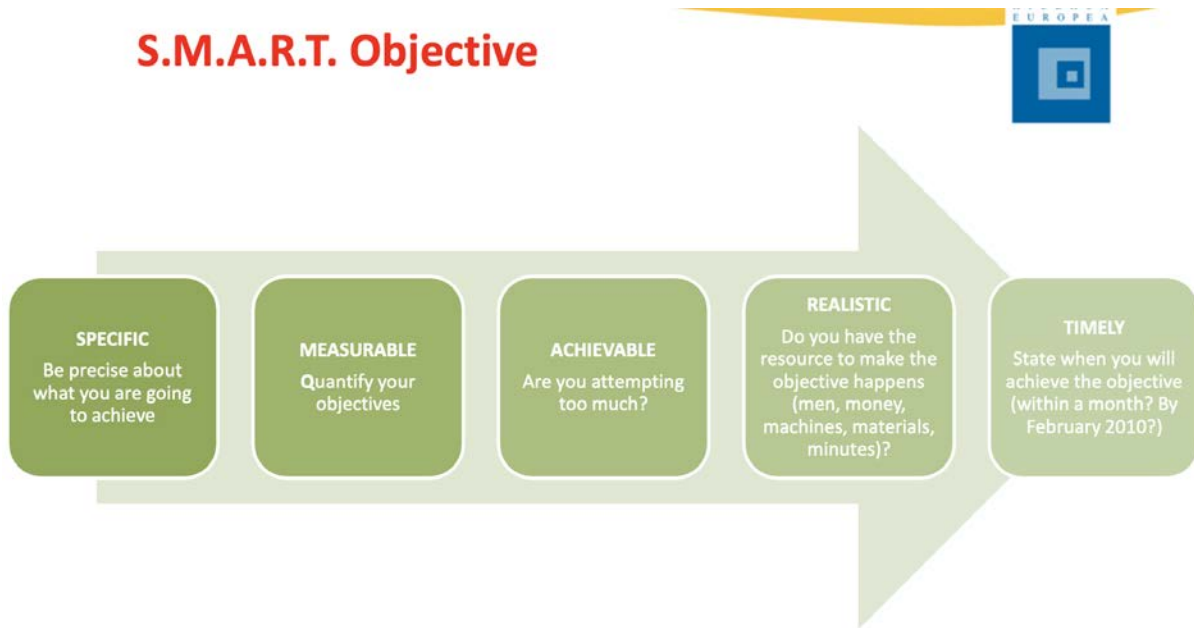 EUROPEA
S.M.A.R.T. Objective
SPECIFIC
Be precise about
what you are going
to achieve
MEASURABLE
Quantify your
objectives
ACHIEVABLE
Are you attempting
too much?
REALISTIC
Do you have the
resource to make the
objective happens
(men, money,
machines, materials,
minutes)?
TIMELY
State when you will
achieve the objective
(within a month? By
February 2010?)